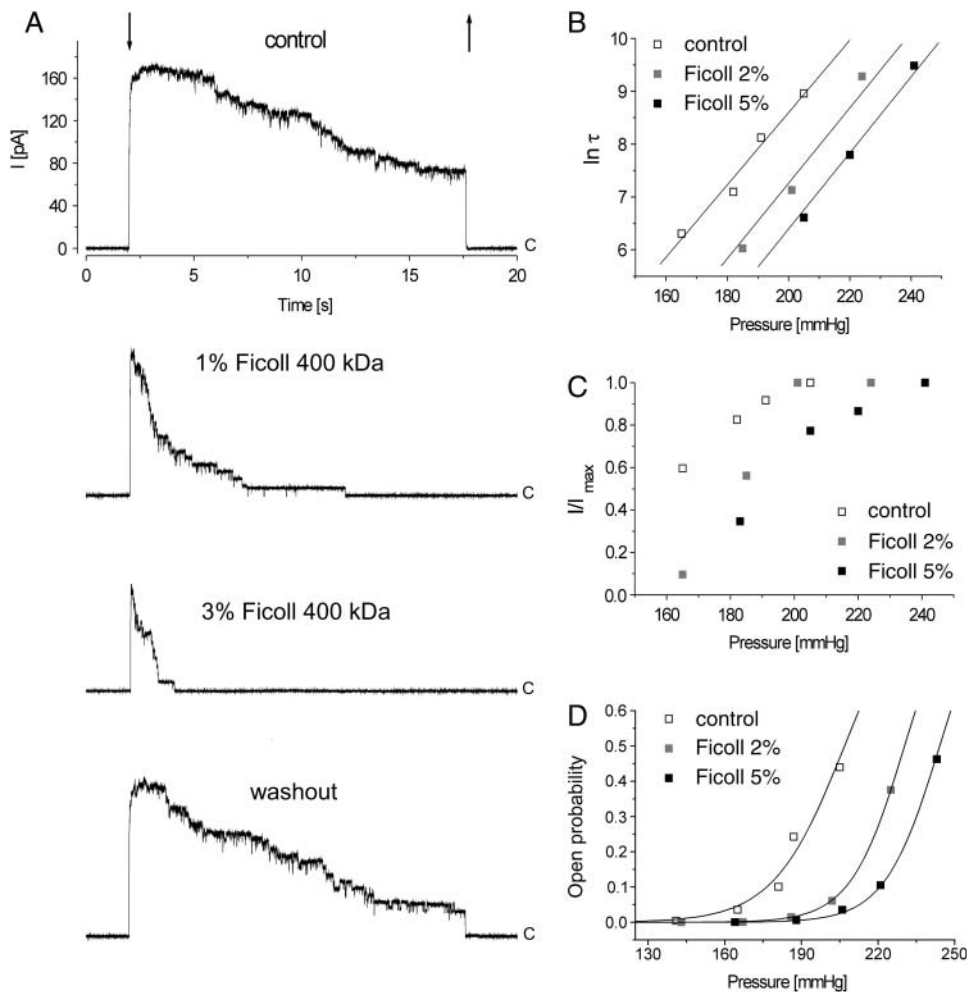 A
control
I [pA]
160
120
80
40
0
C
0 5 10 15 20
Time [s]
1% Ficoll 400 kDa
C
3% Ficoll 400 kDa
C
washout
C
B
control
Ficoll 2%
Ficoll 5%
ln τ
10
9
8
7
6
160 180 200 220 240
Pressure [mmHg]
C
I/Imax
1.0
0.8
0.6
0.4
0.2
0.0
control
Ficoll 2%
Ficoll 5%
160 180 200 220 240
Pressure [mmHg]
D
control
Ficoll 2%
Ficoll 5%
Open probability
0.6
0.5
0.4
0.3
0.2
0.1
0.0
130 160 190 220 250
Pressure [mmHg]